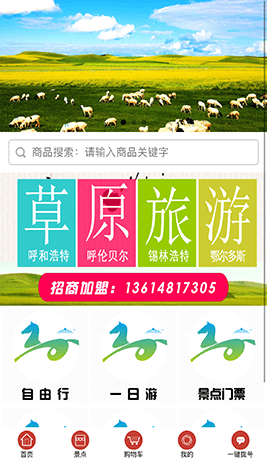 商品搜索：请输入商品关键字
草 原 旅 游
呼和浩特 呼伦贝尔 锡林浩特 鄂尔多斯
招商加盟：13614817305
自由行 一日游 景点门票
首页 景点 购物车 我的 一键拨号